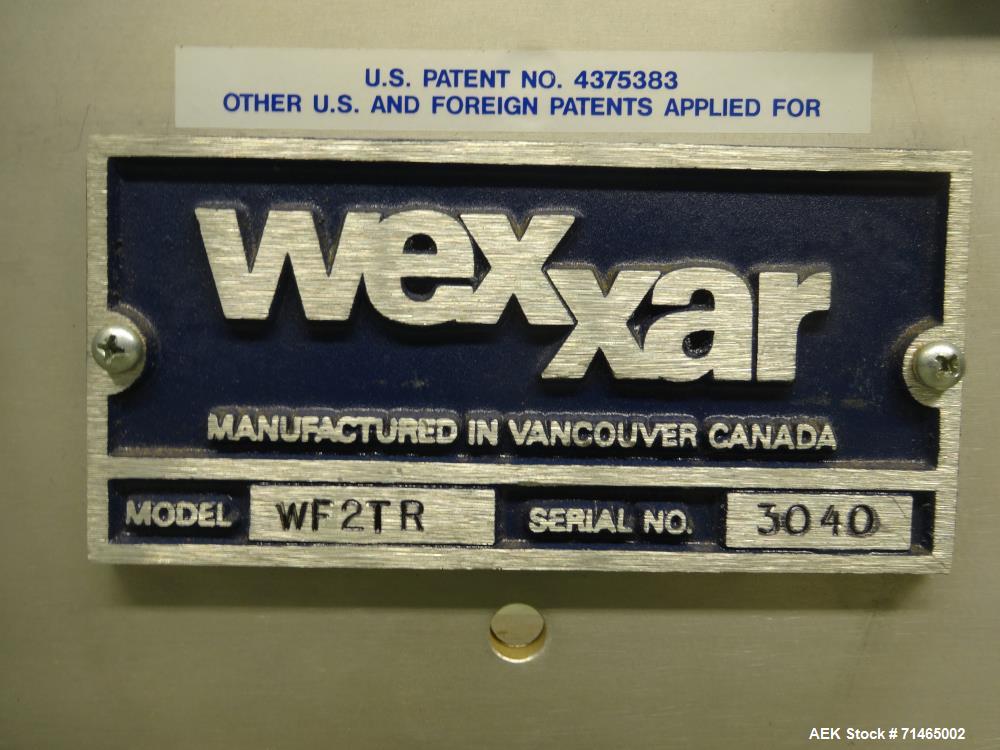 U.S. PATENT NO. 4375383
OTHER U.S. AND FOREIGN PATENTS APPLIED FOR
wexxar
MANUFACTURED IN VANCOUVER CANADA
MODEL WF2TR SERIAL NO. 3040
AEK Stock # 71465002